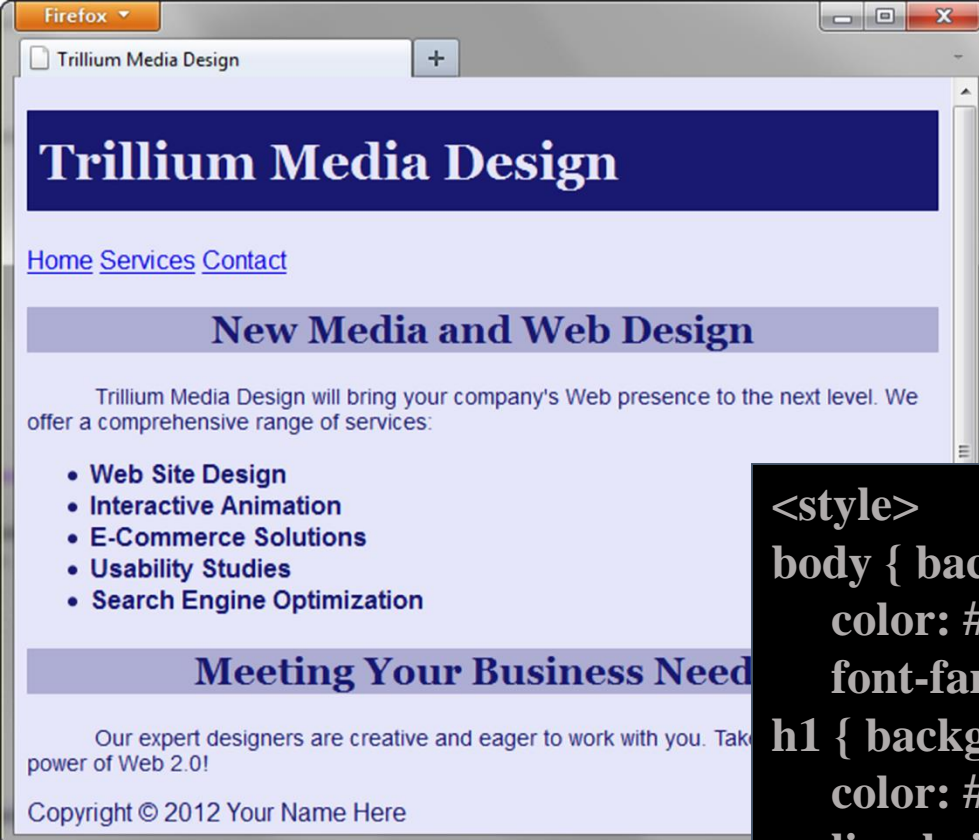 Firefox
Trillium Media Design
Trillium Media Design
Home Services Contact
New Media and Web Design
Trillium Media Design will bring your company's Web presence to the next level. We
offer a comprehensive range of services:
• Web Site Design
• Interactive Animation
• E-Commerce Solutions
• Usability Studies
• Search Engine Optimization
Meeting Your Business Need
Our expert designers are creative and eager to work with you. Take
power of Web 2.0!
Copyright © 2012 Your Name Here
<style>
body { bac
color: #
font-fa
h1 { backg
color: #